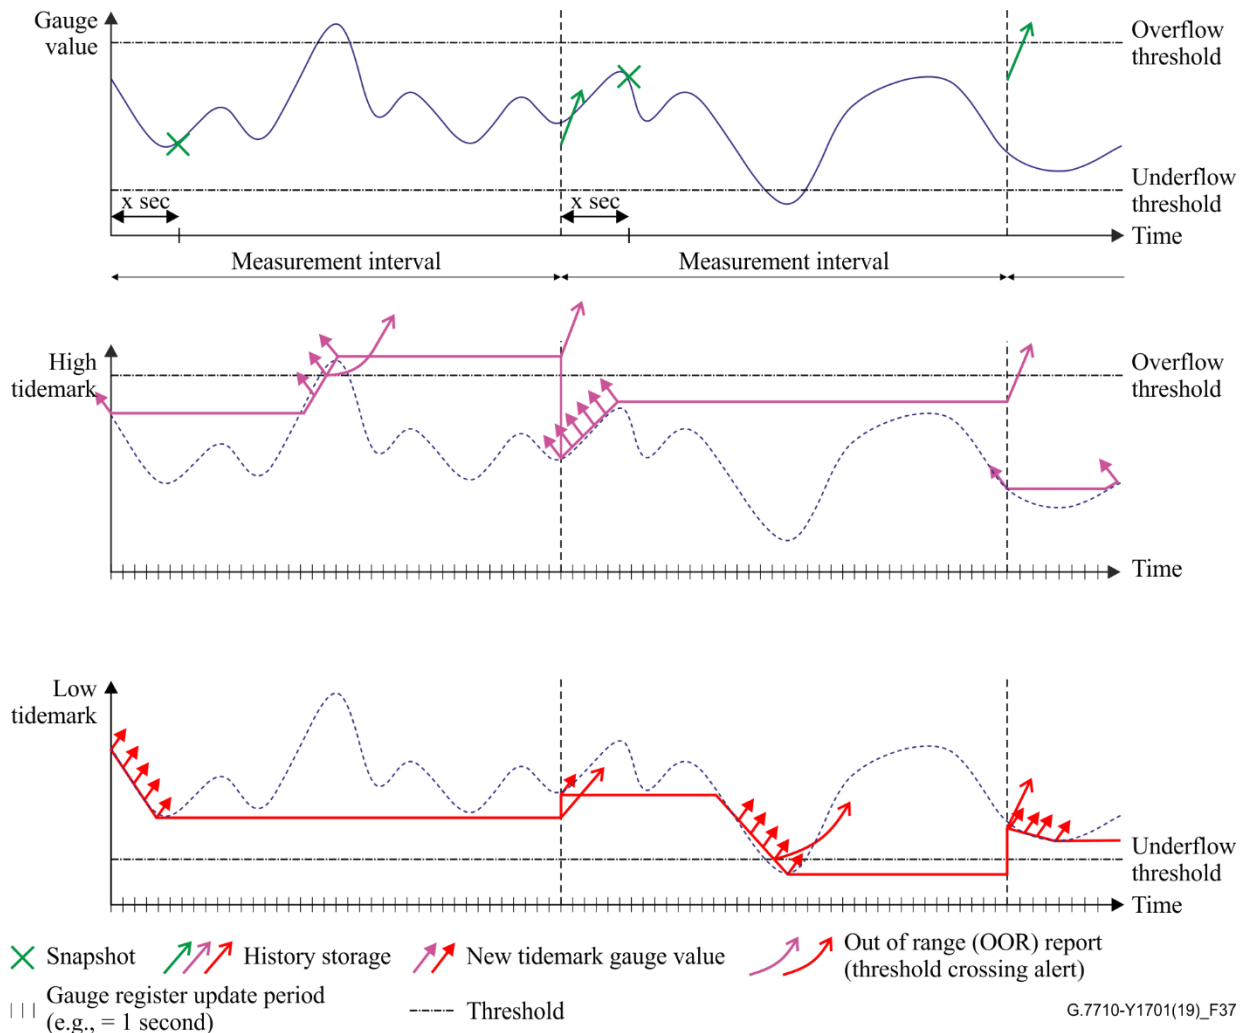 Gauge
value
Overflow
threshold
Underflow
threshold
x sec
x sec
Time
Measurement interval
Measurement interval
High
tidemark
Overflow
threshold
Time
Low
tidemark
Underflow
threshold
Time
Snapshot
History storage
New tidemark gauge value
Out of range (OOR) report
(threshold crossing alert)
Gauge register update period
(e.g., = 1 second)
Threshold
G.7710-Y1701(19)_F37